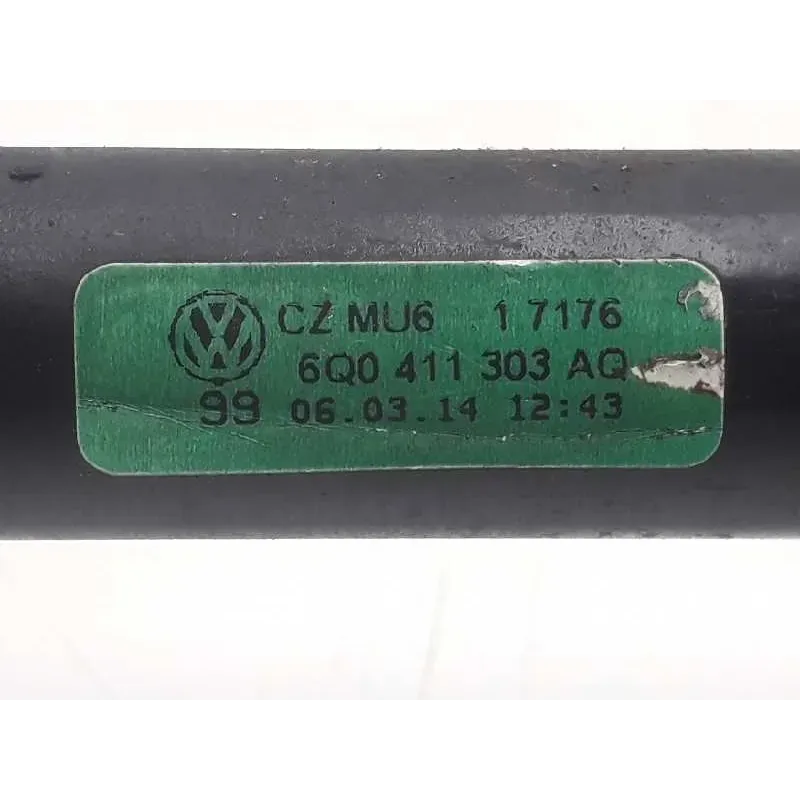 CZ MU6 1 7176
6Q0 411 303 AQ
99 06.03.14 12:43